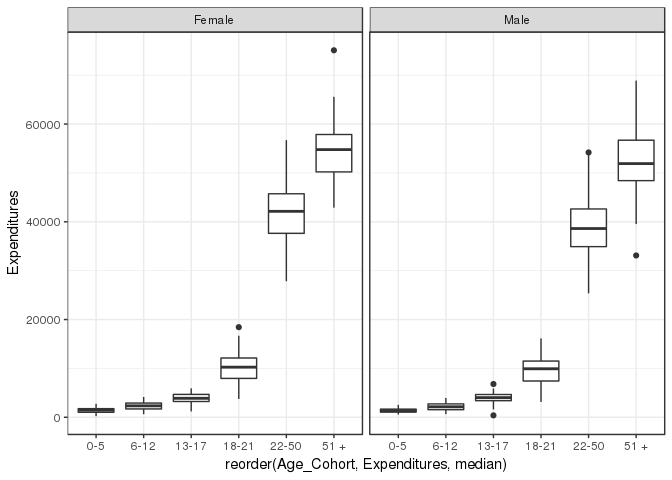 Female Male
60000
40000
20000
0
Expenditures
0-5 6-12 13-17 18-21 22-50 51 + 0-5 6-12 13-17 18-21 22-50 51 +
reorder(Age_Cohort, Expenditures, median)